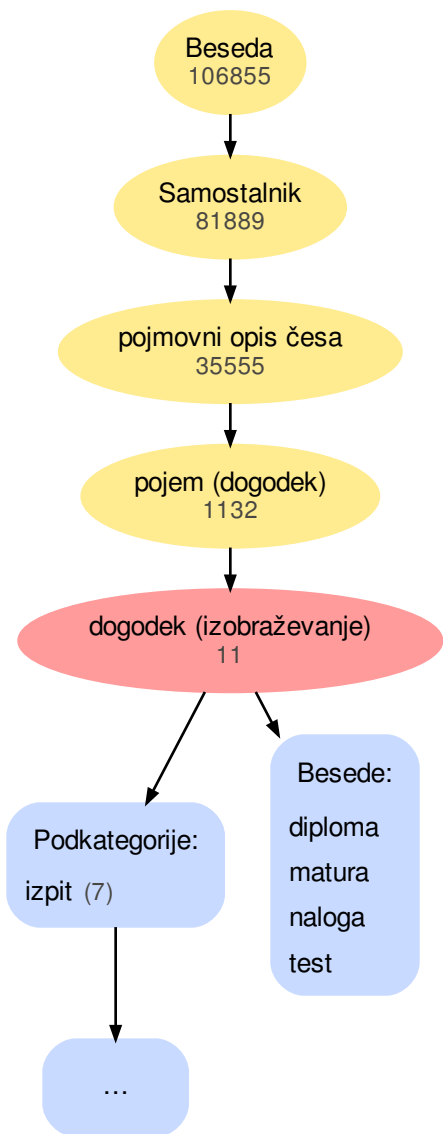 Beseda
106855
Samostalnik
81889
pojmovni opis česa
35555
pojem (dogodek)
1132
dogodek (izobraževanje)
11
Podkategorije:
izpit (7)
...
Besede:
diploma
matura
naloga
test